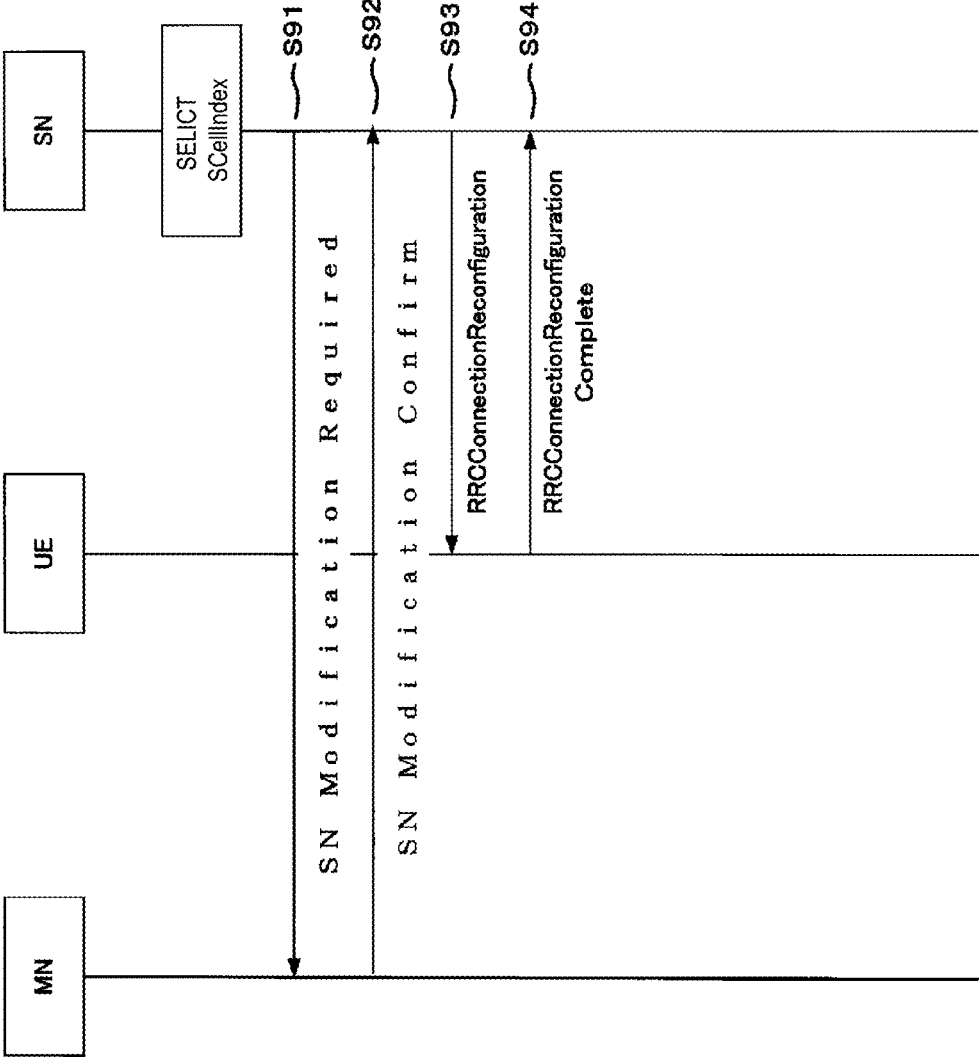 MN
UE
SN
SELICT
SCellIndex
S91
SN Modification Required
S92
SN Modification Confirm
S93
RRCConnectionReconfiguration
S94
RRCConnectionReconfiguration
Complete